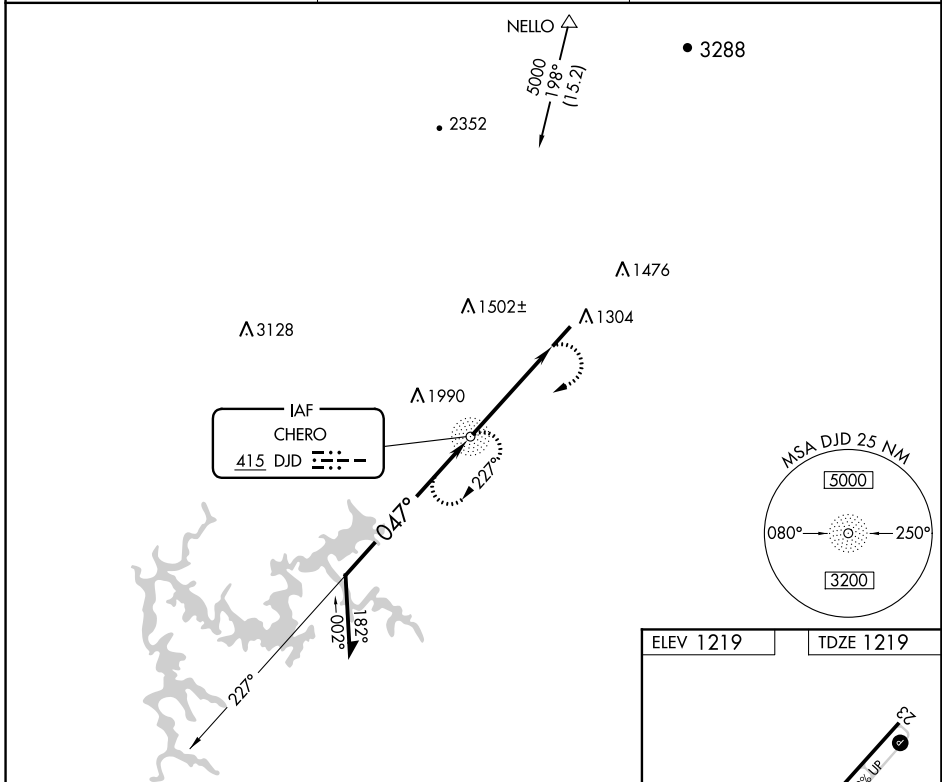 NELLO
3288
5000
198°
(15.2)
2352
1476
1502±
1304
3128
1990
IAF
CHERO
415 DJD
227°
047°
MSA DJD 25 NM
5000
080°
250°
3200
182°
002°
227°
ELEV 1219
TDZE 1219
23
P
% UP